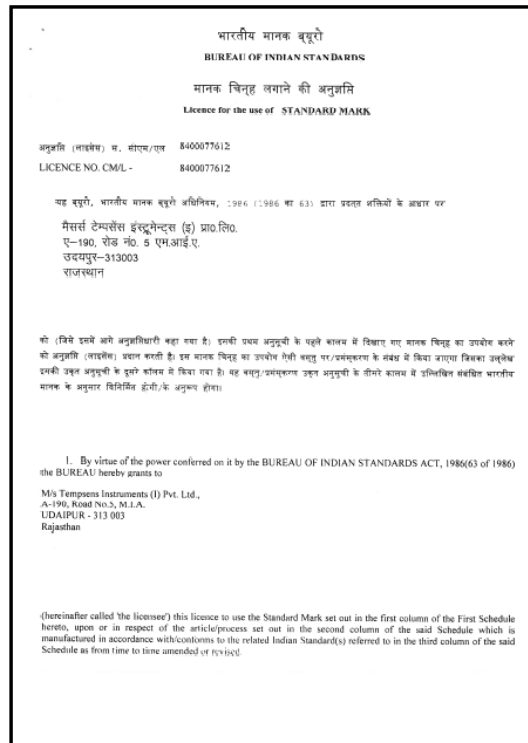 भारतीय मानक ब्यूरो
BUREAU OF INDIAN STANDARDS
मानक चिन्ह लगाने की अनुज्ञप्ति
Licence for the use of STANDARD MARK
अनुज्ञप्ति (लाइसेंस) स. सीएम/एल 8400077612
LICENCE NO. CM/L - 8400077612
यह ब्यूरो, भारतीय मानक ब्यूरो अधिनियम, 1986 (1986 का 63) द्वारा प्रदत्त शक्तियों के आधार पर
मैसर्स टेम्पसेंस इंस्ट्रूमेन्ट्स (इ) प्रा०लि०
ए-190, रोड नं० 5 एम.आई.ए.
उदयपुर-313003
राजस्थान
को (जिसे इसमें आगे अनुज्ञप्तिधारी कहा गया है) इसकी प्रथम अनुसूची के पहले कालम में दिखाए गए मानक चिन्ह का उपयोग करने
की अनुज्ञप्ति (लाइसेंस) प्रदान करती है। इस मानक चिन्ह का उपयोग ऐसी वस्तु पर/प्रसंस्करण के संबंध में किया जाएगा जिसका उल्लेख
इसकी उक्त अनुसूची के दूसरे कॉलम में किया गया है। यह वस्तु/प्रसंस्करण उक्त अनुसूची के तीसरे कालम में उल्लिखित संबंधित भारतीय
मानक के अनुसार विनिर्मित होगी/के अनुरूप होगा।
1. By virtue of the power conferred on it by the BUREAU OF INDIAN STANDARDS ACT, 1986(63 of 1986)
the BUREAU hereby grants to
M/s Tempsens Instruments (I) Pvt. Ltd.,
A-190, Road No.5, M.I.A.
UDAIPUR - 313 003
Rajasthan
(hereinafter called 'the licensee') this licence to use the Standard Mark set out in the first column of the First Schedule
hereto, upon or in respect of the article/process set out in the second column of the said Schedule which is
manufactured in accordance with/conforms to the related Indian Standard(s) referred to in the third column of the said
Schedule as from time to time amended or revised.